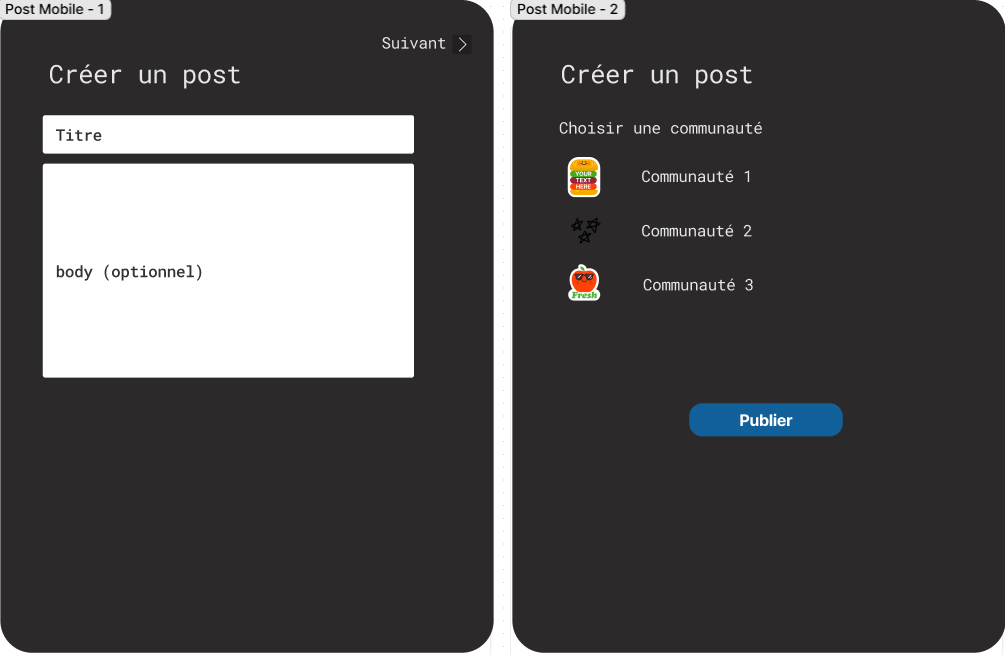 Post Mobile - 1
Suivant
Créer un post
Titre
body (optionnel)
Post Mobile - 2
Créer un post
Choisir une communauté
YOUR
TEXT
HERE
Communauté 1
Communauté 2
Fresh
Communauté 3
Publier